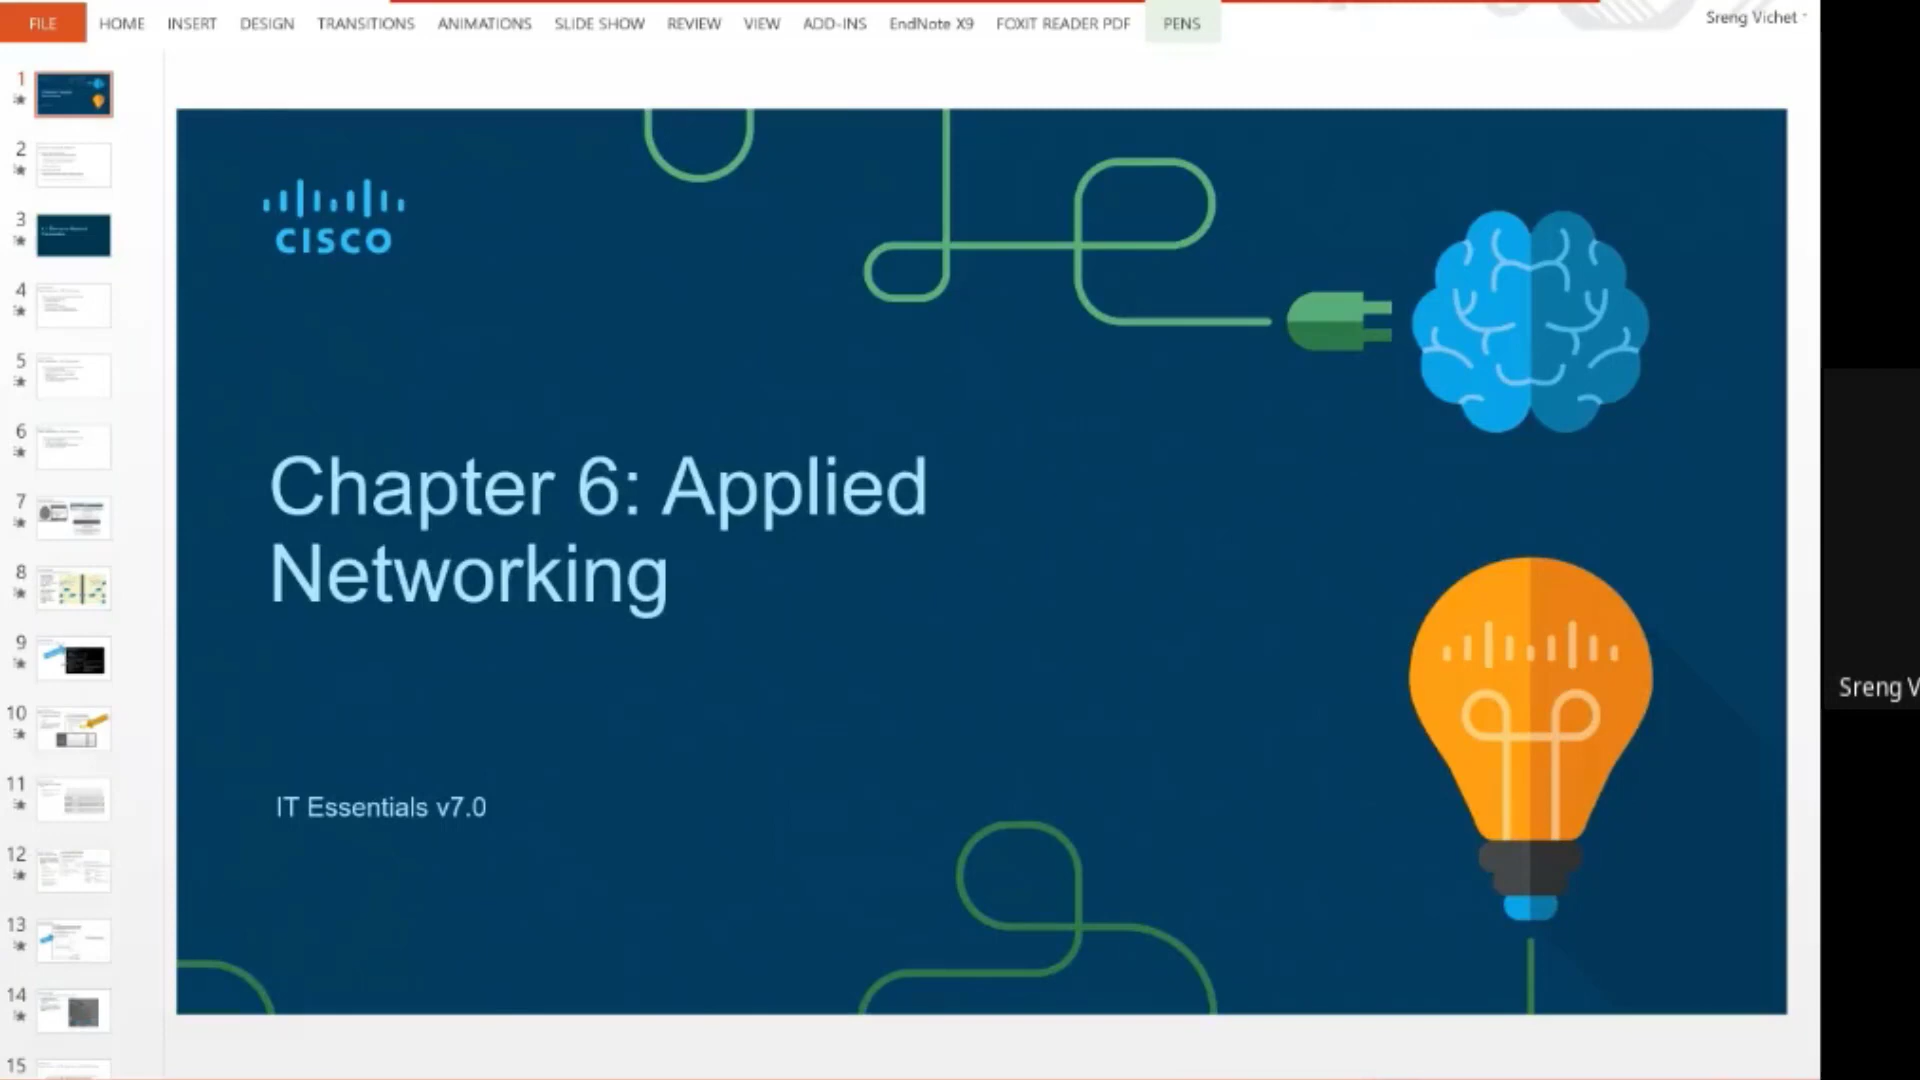 FILE HOME INSERT DESIGN TRANSITIONS ANIMATIONS SLIDE SHOW REVIEW VIEW ADD-INS EndNote X9 FOXIT READER PDF PENS Sreng Vichet
1
2
3
4
5
6
7
8
9
10
11
12
13
14
15
CISCO
Chapter 6: Applied
Networking
IT Essentials v7.0
Sreng V